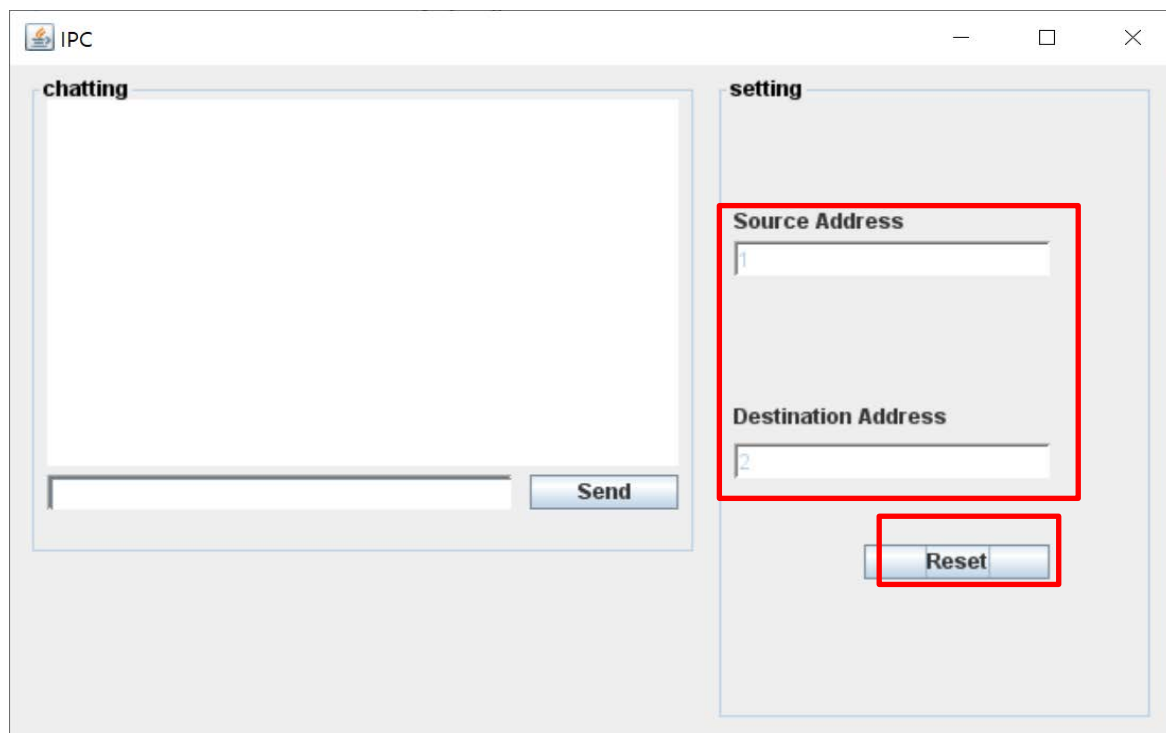 IPC
chatting
Send
setting
Source Address
1
Destination Address
2
Reset